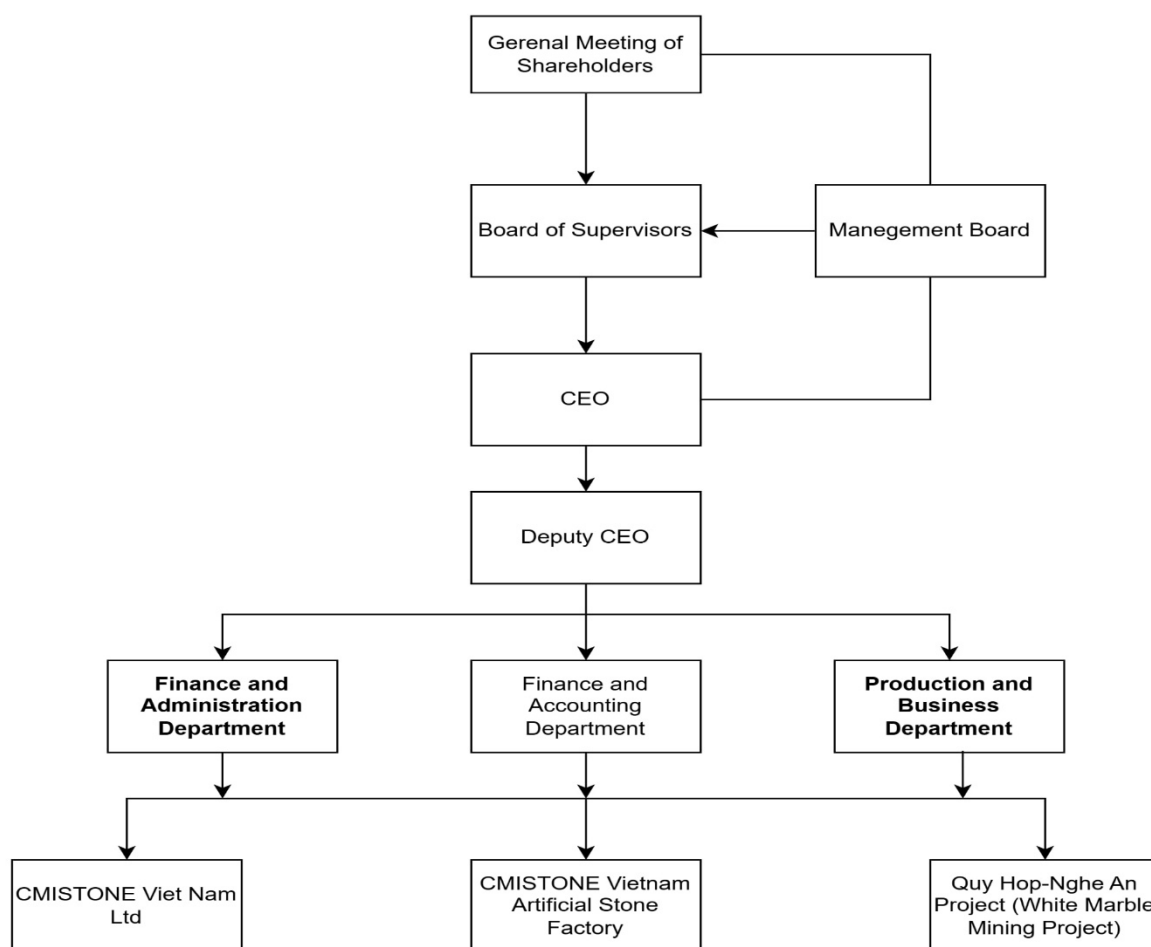 Gerenal Meeting of
Shareholders
Board of Supervisors
Manegement Board
CEO
Deputy CEO
Finance and
Administration
Department
Finance and
Accounting
Department
Production and
Business
Department
CMISTONE Viet Nam
Ltd
CMISTONE Vietnam
Artificial Stone
Factory
Quy Hop-Nghe An
Project (White Marble
Mining Project)